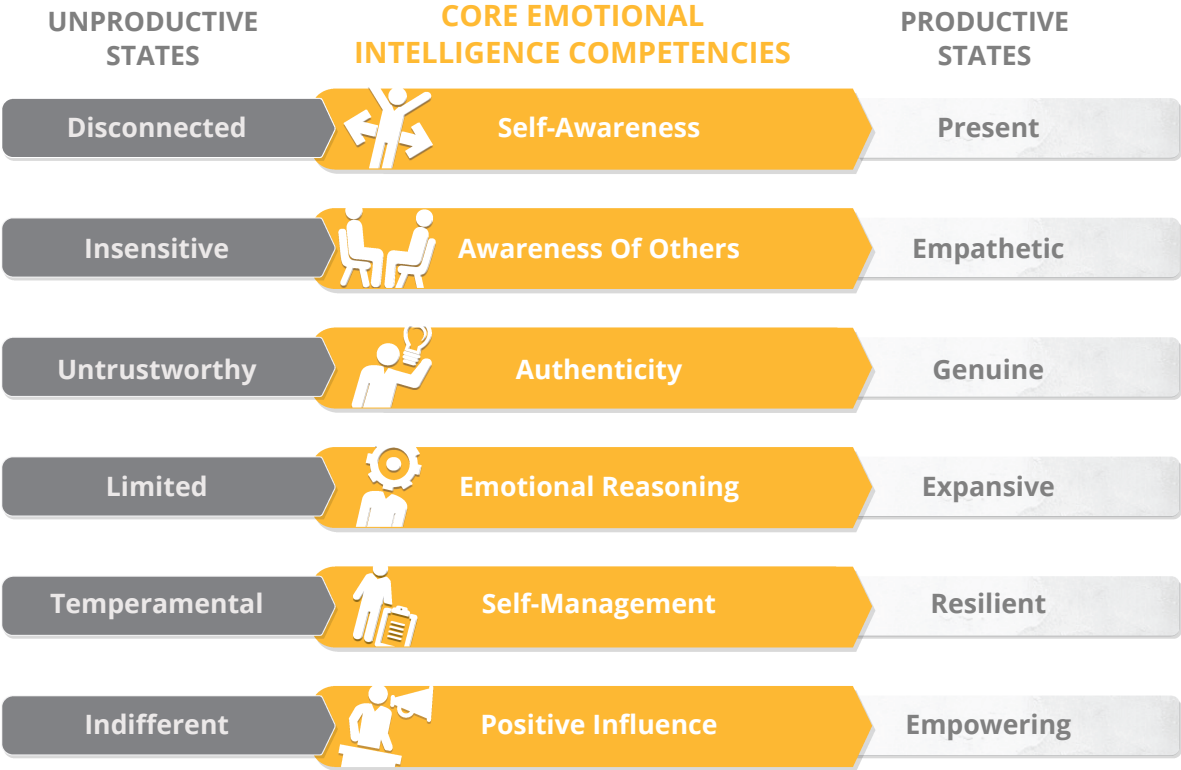 UNPRODUCTIVE
STATES
CORE EMOTIONAL
INTELLIGENCE COMPETENCIES
PRODUCTIVE
STATES
Disconnected
Self-Awareness
Present
Insensitive
Awareness Of Others
Empathetic
Untrustworthy
Authenticity
Genuine
Limited
Emotional Reasoning
Expansive
Temperamental
Self-Management
Resilient
Indifferent
Positive Influence
Empowering